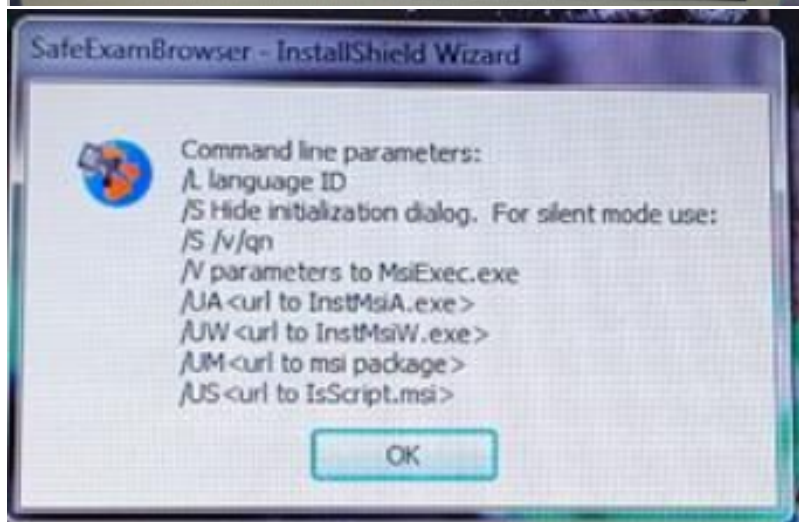 SafeExamBrowser - InstallShield Wizard
Command line parameters:
/L language ID
/S Hide initialization dialog.  For silent mode use:
/S /v/qn
/V parameters to MsiExec.exe
/UA<url to InstMsiA.exe>
/UW<url to InstMsiW.exe>
/UM<url to msi package>
/US<url to IsScript.msi>
OK